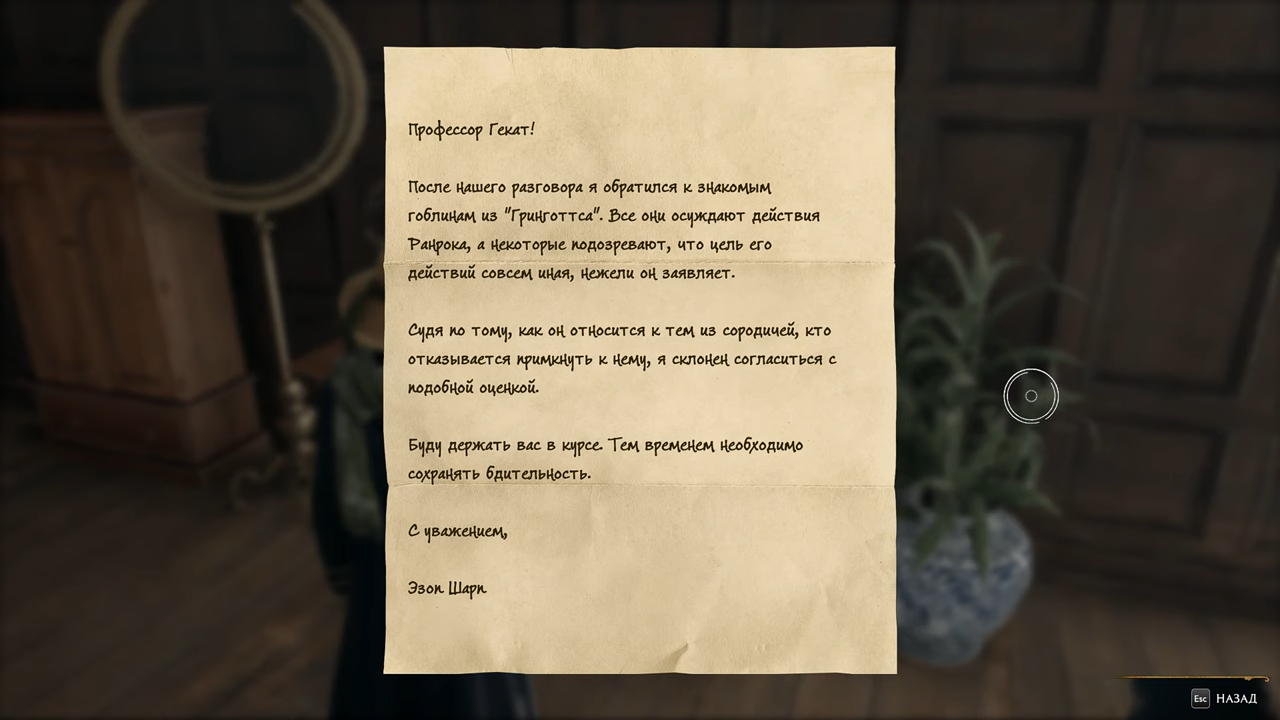 Профессор Гекат!
После нашего разговора я обратился к знакомым
гоблинам из "Гринготтса". Все они осуждают действия
Ранрока, а некоторые подозревают, что цель его
действий совсем иная, нежели он заявляет.
Судя по тому, как он относится к тем из сородичей, кто
отказывается примкнуть к нему, я склонен согласиться с
подобной оценкой.
Буду держать вас в курсе. Тем временем необходимо
сохранять бдительность.
С уважением,
Эзоп Шарп
Esc НАЗАД